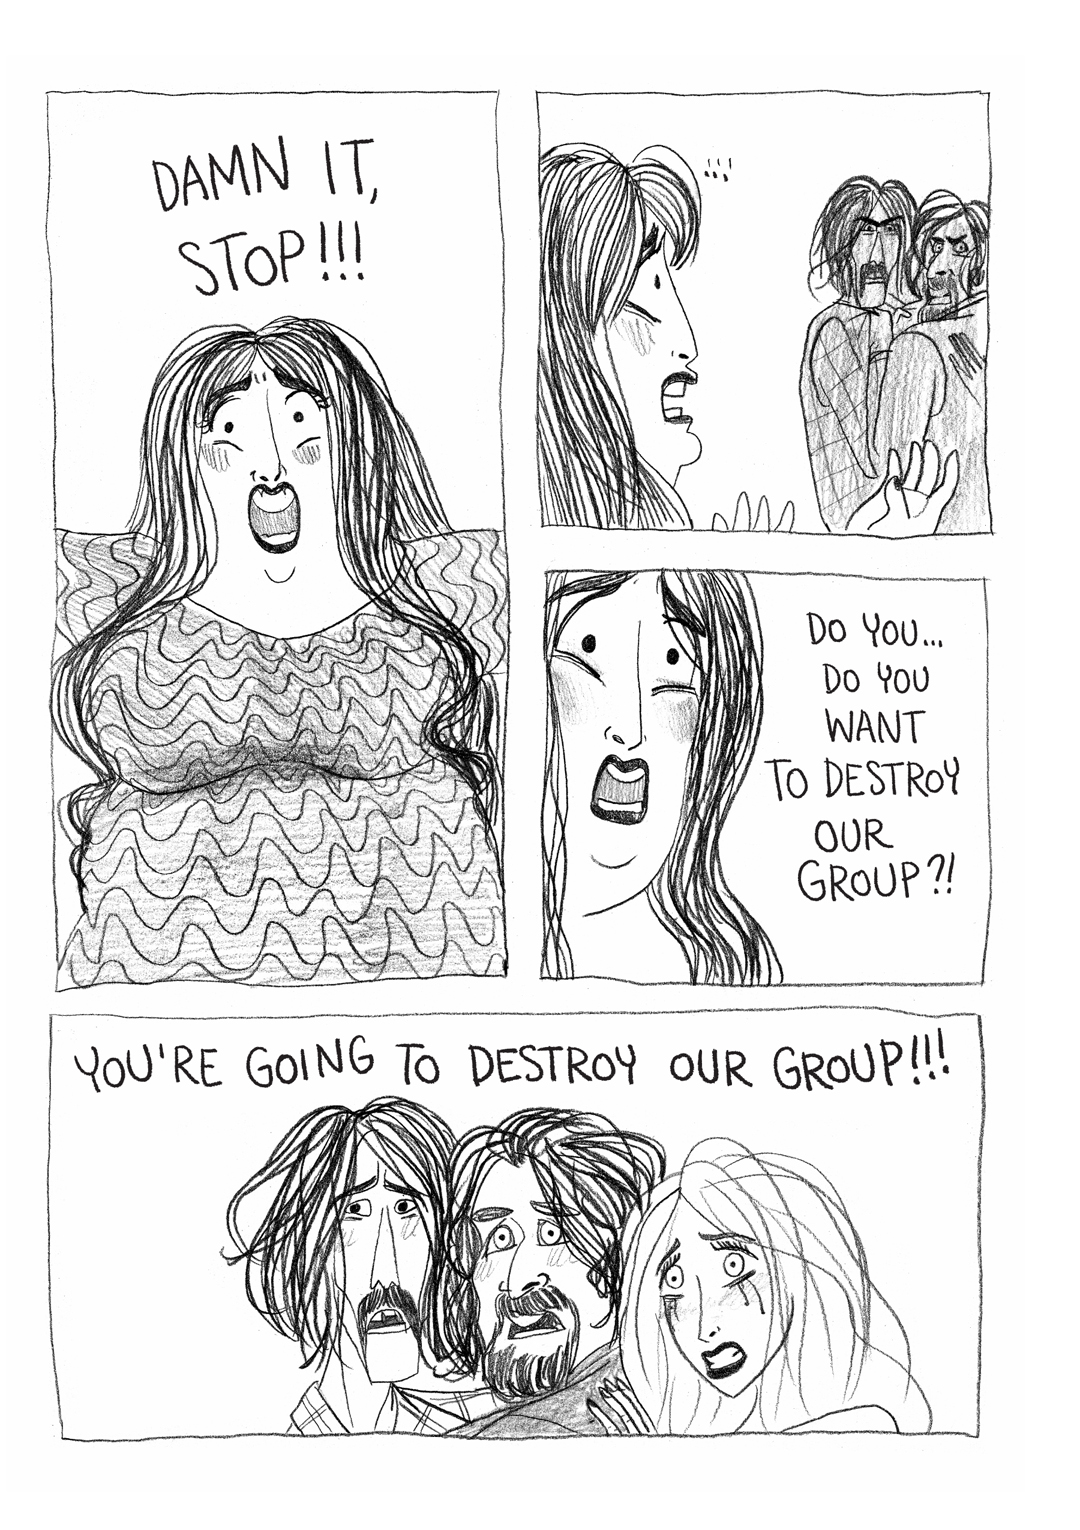 DAMN IT,
STOP!!!
!!!
DO YOU...
DO YOU
WANT
TO DESTROY
OUR
GROUP?!
YOU'RE GOING TO DESTROY OUR GROUP!!!